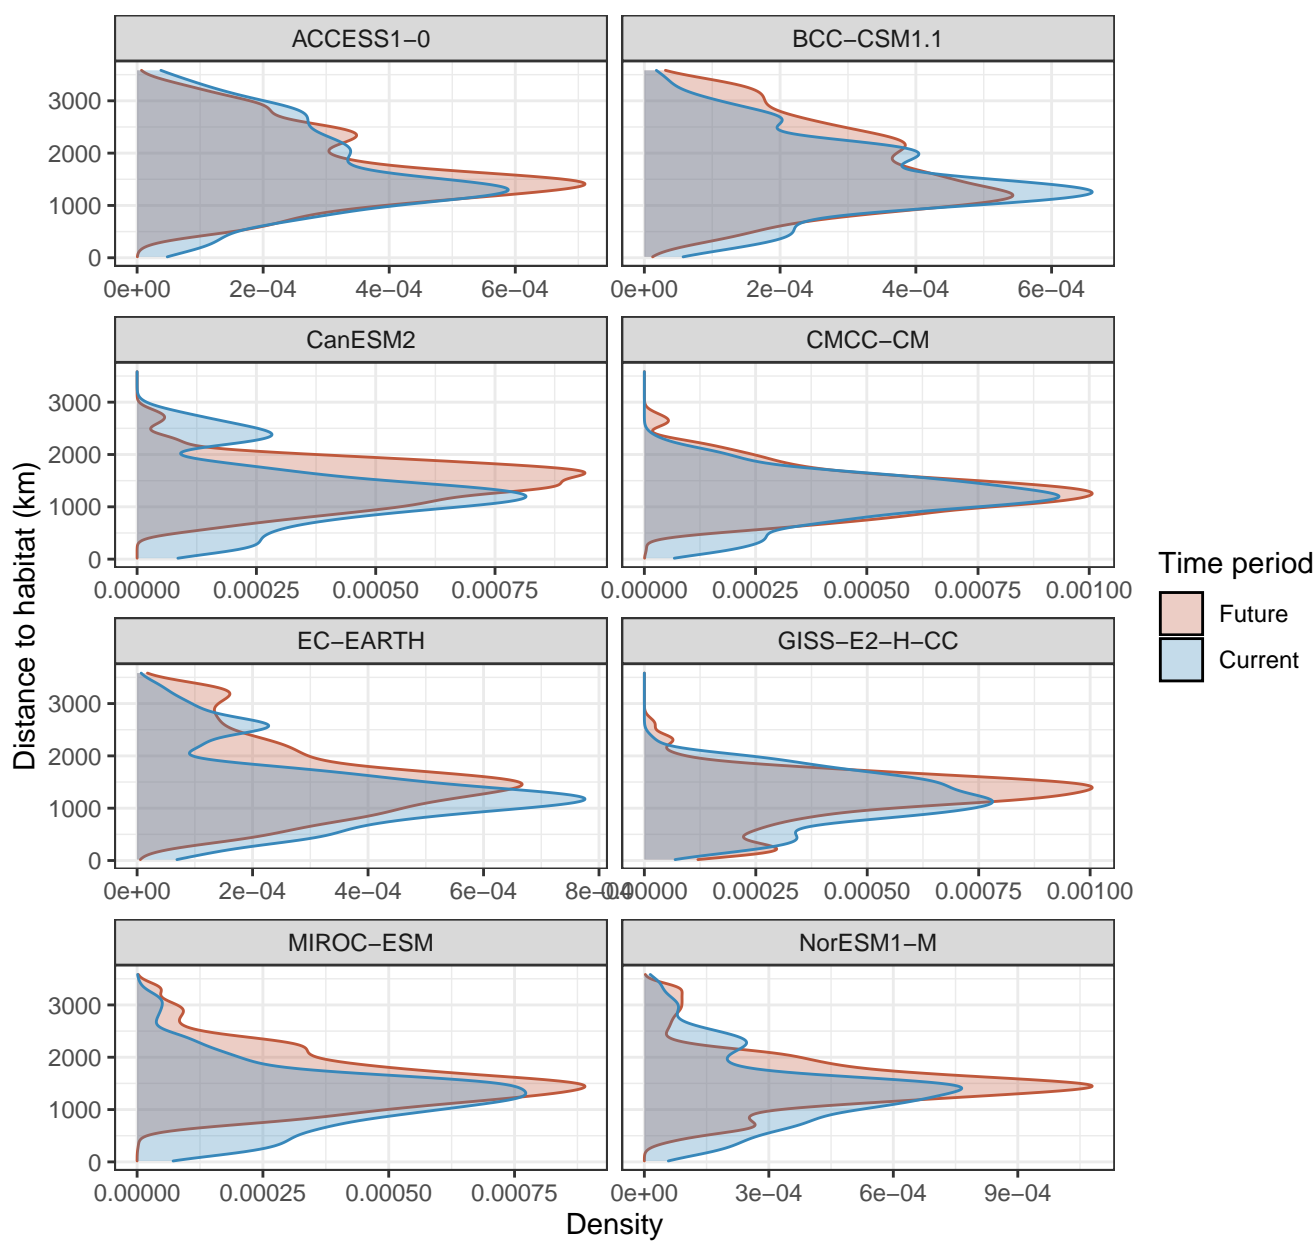 ACCESS1−0
BCC−CSM1.1
3000
2000
1000
0
0e+00 2e−04 4e−04 6e−04
0e+00 2e−04 4e−04 6e−04
CanESM2
CMCC−CM
3000
2000
1000
0
0.00000 0.00025 0.00050 0.00075
0.00000 0.00025 0.00050 0.00075 0.00100
Distance to habitat (km)
EC−EARTH
GISS−E2−H−CC
3000
2000
1000
0
0e+00 2e−04 4e−04 6e−04 8e−04
0.00000 0.00025 0.00050 0.00075 0.00100
MIROC−ESM
NorESM1−M
3000
2000
1000
0
0.00000 0.00025 0.00050 0.00075
0e+00 3e−04 6e−04 9e−04
Density
Time period
Future
Current